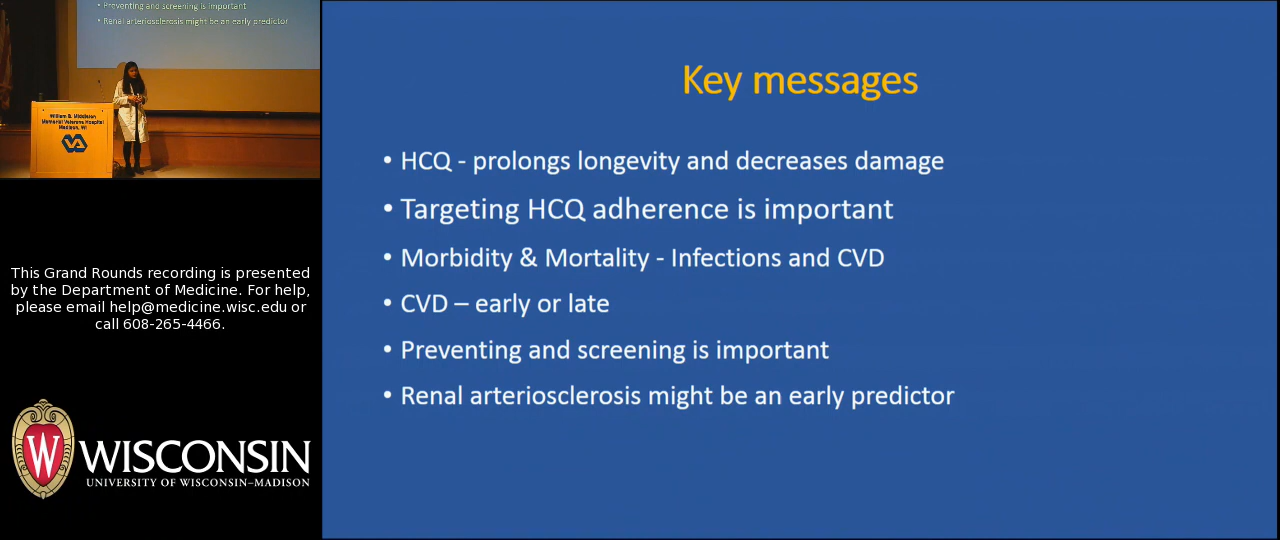 Preventing and screening is important
Renal arteriosclerosis might be an early predictor
William S. Middleton
Memorial Veterans Hospital
Madison, WI
VA
This Grand Rounds recording is presented
by the Department of Medicine. For help,
please email help@medicine.wisc.edu or
call 608-265-4466.
W
WISCONSIN
UNIVERSITY OF WISCONSIN–MADISON
Key messages
• HCQ - prolongs longevity and decreases damage
• Targeting HCQ adherence is important
• Morbidity & Mortality - Infections and CVD
• CVD – early or late
• Preventing and screening is important
• Renal arteriosclerosis might be an early predictor